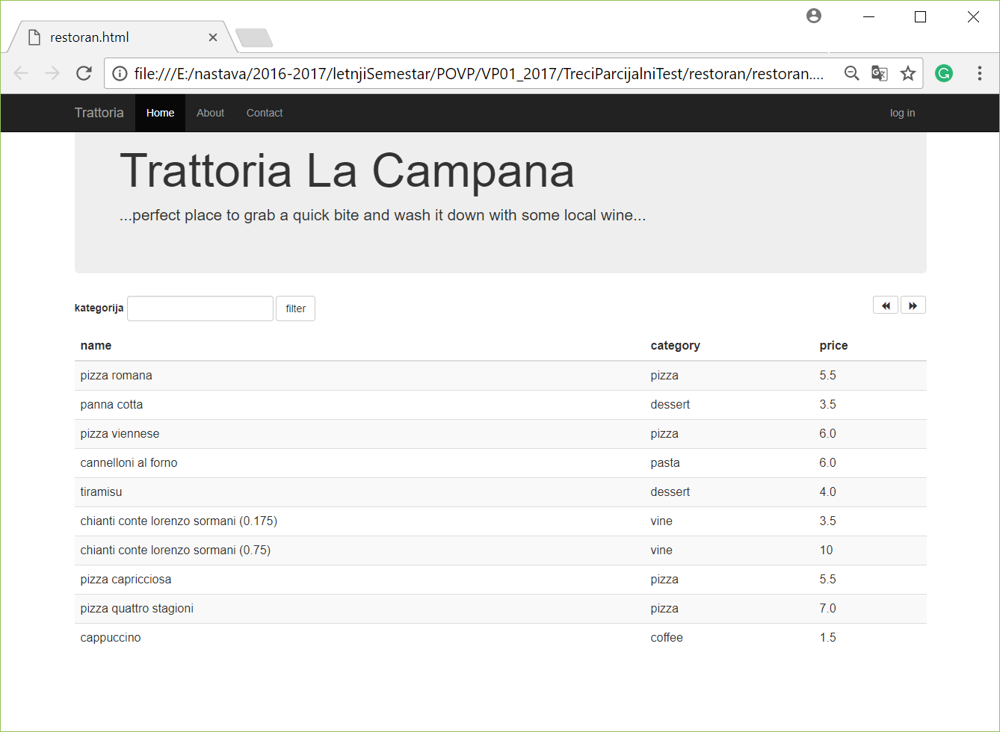 restoran.html
file:///E:/nastava/2016-2017/letnjiSemestar/POVP/VP01_2017/TreciParcijalniTest/restoran/restoran....
Trattoria Home About Contact log in
Trattoria La Campana
...perfect place to grab a quick bite and wash it down with some local wine...
kategorija filter
name category price
pizza romana pizza 5.5
panna cotta dessert 3.5
pizza viennese pizza 6.0
cannelloni al forno pasta 6.0
tiramisu dessert 4.0
chianti conte lorenzo sormani (0.175) vine 3.5
chianti conte lorenzo sormani (0.75) vine 10
pizza capricciosa pizza 5.5
pizza quattro stagioni pizza 7.0
cappuccino coffee 1.5